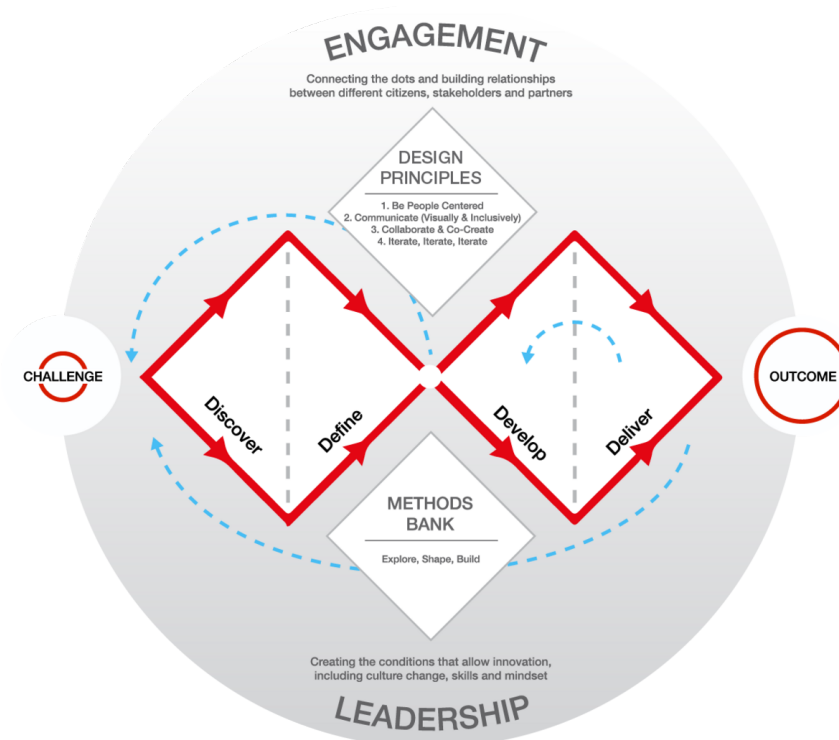 ENGAGEMENT
Connecting the dots and building relationships
between different citizens, stakeholders and partners
DESIGN
PRINCIPLES
1. Be People Centered
2. Communicate (Visually & Inclusively)
3. Collaborate & Co-Create
4. Iterate, Iterate, Iterate
CHALLENGE
OUTCOME
Discover
Define
Develop
Deliver
METHODS
BANK
Explore, Shape, Build
Creating the conditions that allow innovation,
including culture change, skills and mindset
LEADERSHIP